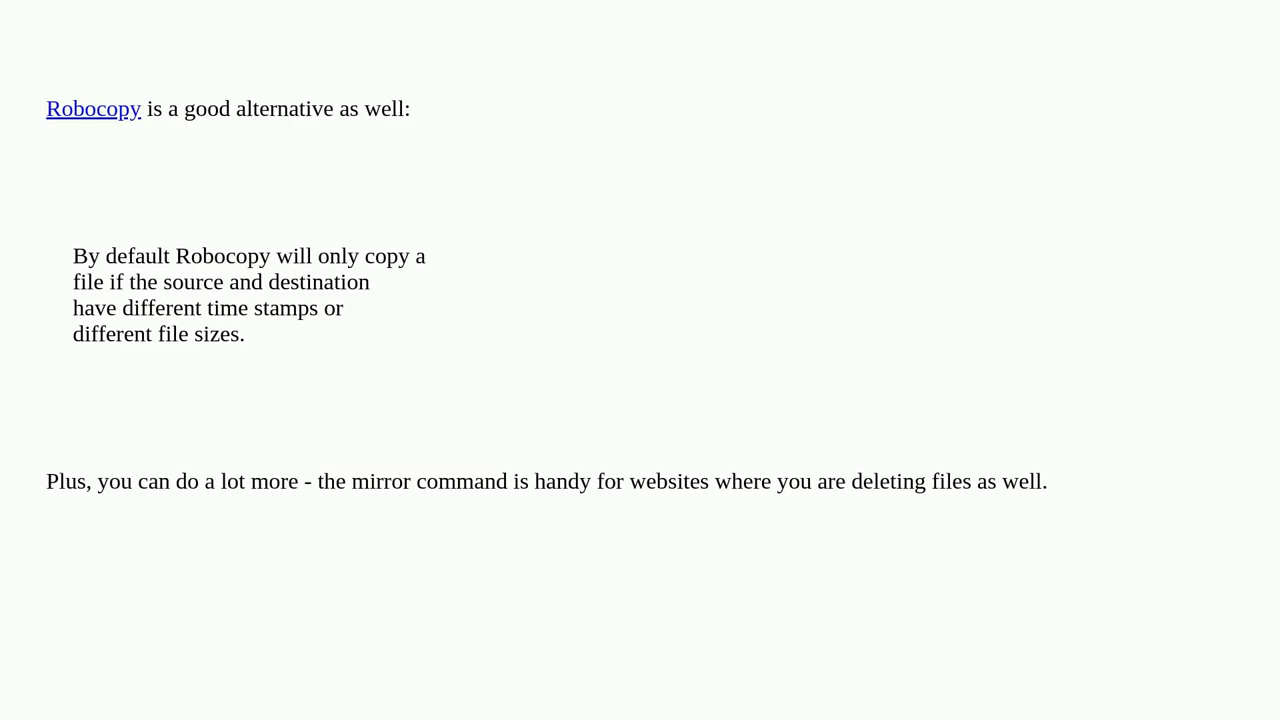 Robocopy is a good alternative as well:
By default Robocopy will only copy a
file if the source and destination
have different time stamps or
different file sizes.
Plus, you can do a lot more - the mirror command is handy for websites where you are deleting files as well.